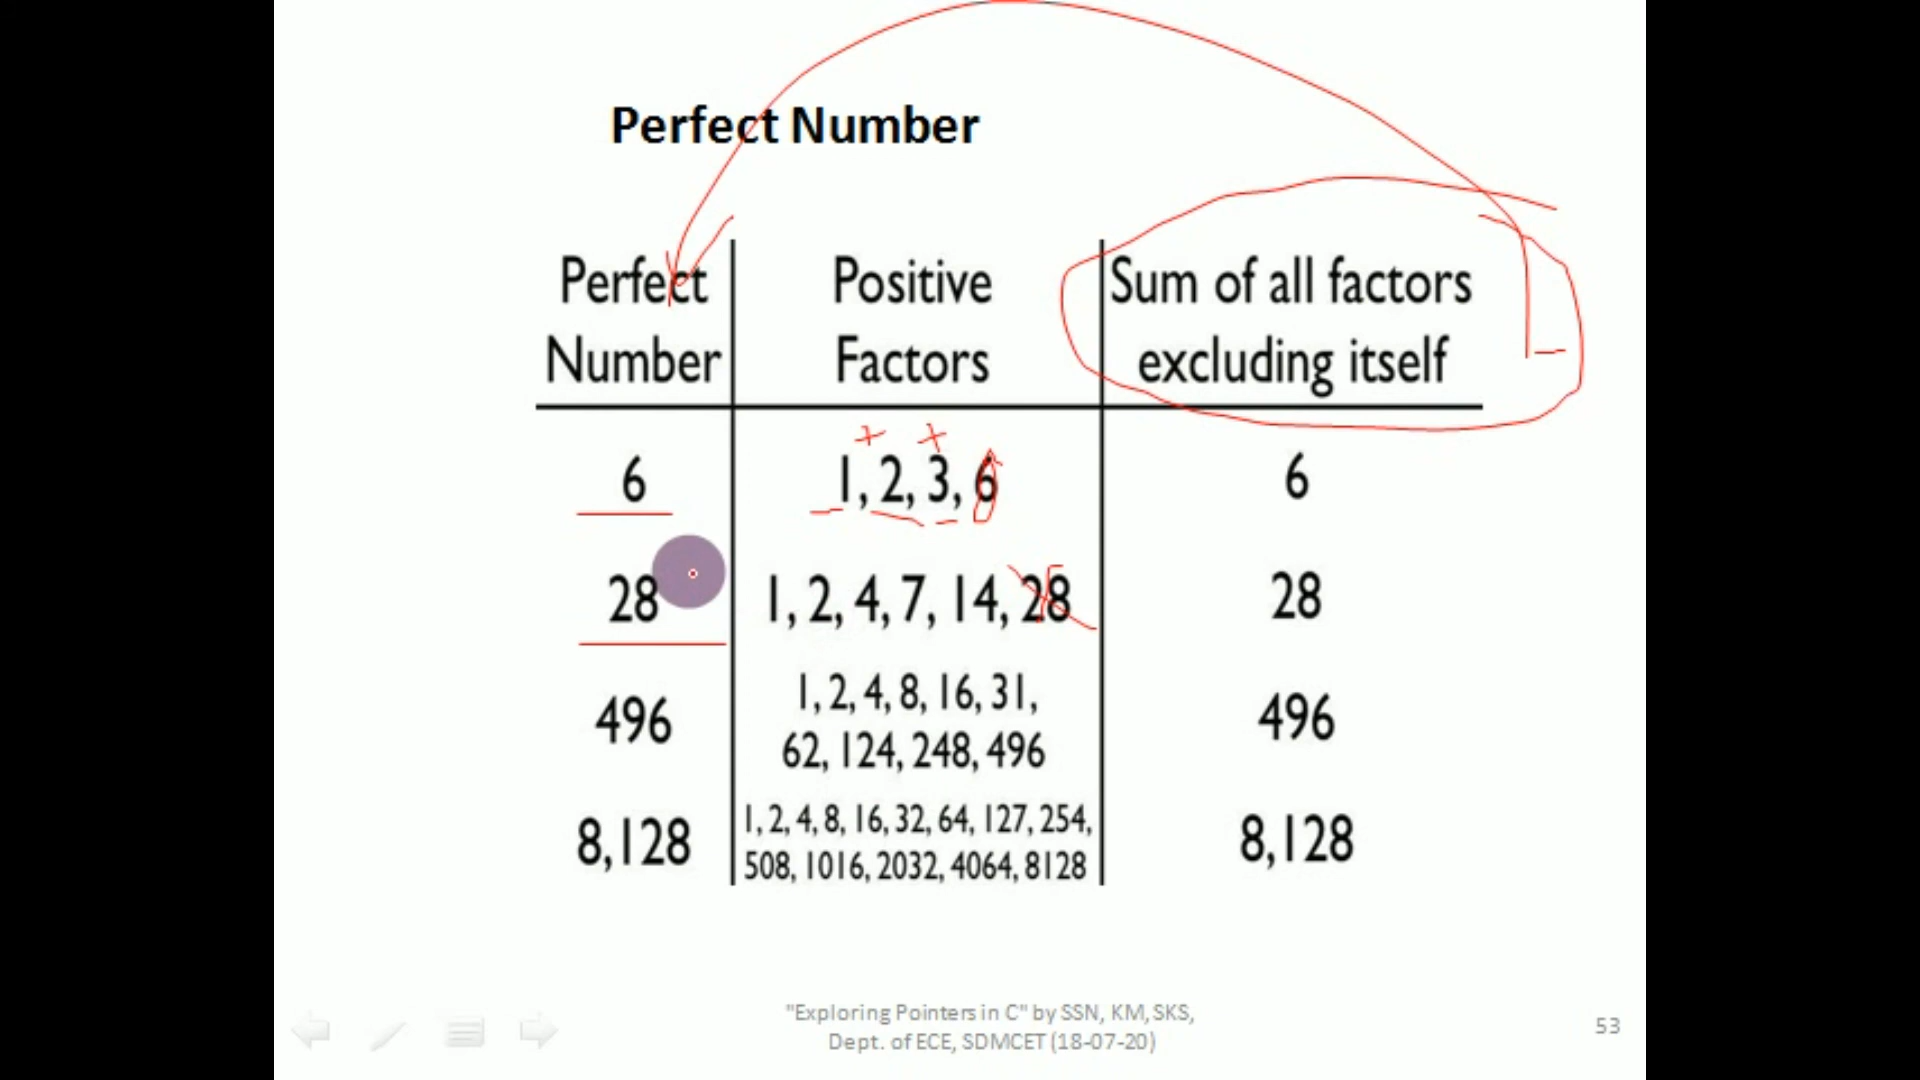 Perfect Number
Perfect
Number
Positive
Factors
Sum of all factors
excluding itself
+ +
6
1, 2, 3, 6
6
28
1, 2, 4, 7, 14, 28
28
496
1, 2, 4, 8, 16, 31,
62, 124, 248, 496
496
8,128
1, 2, 4, 8, 16, 32, 64, 127, 254,
508, 1016, 2032, 4064, 8128
8,128
"Exploring Pointers in C" by SSN, KM, SKS,
Dept. of ECE, SDMCET (18-07-20)
53